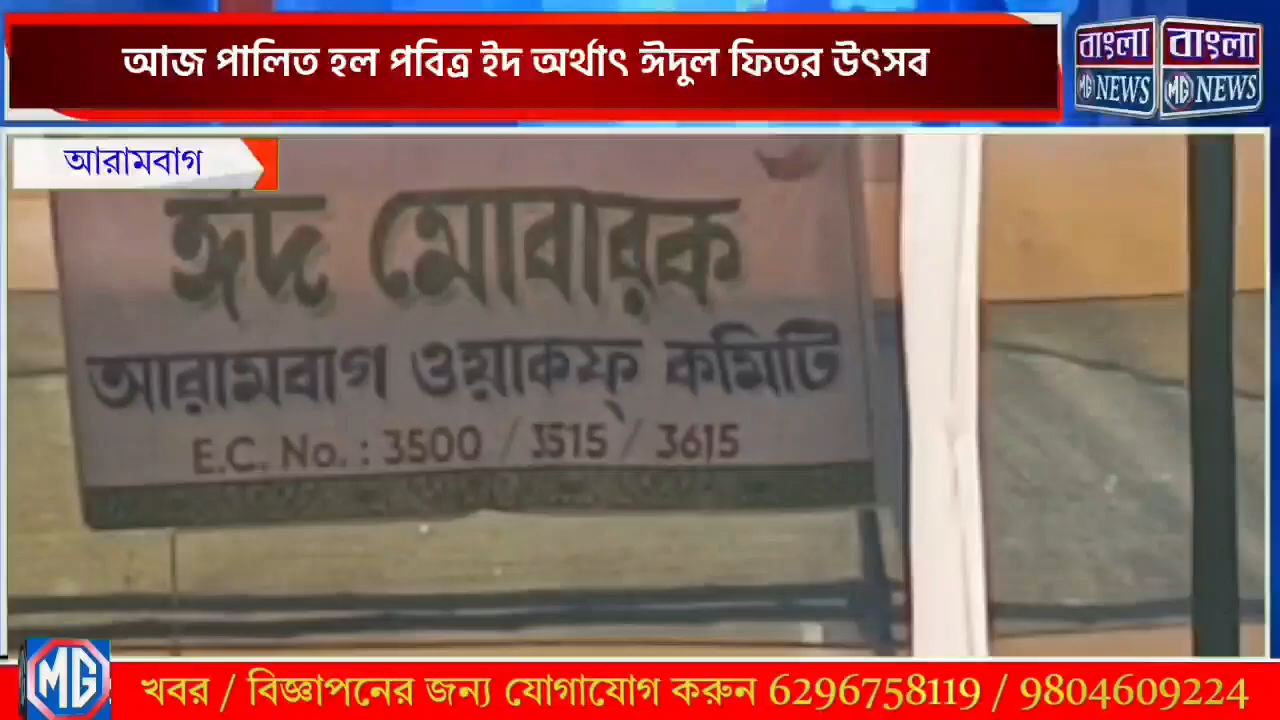 আজ পালিত হল পবিত্র ইদ অর্থাৎ ঈদুল ফিতর উৎসব
বাংলা বাংলা
MG NEWS MG NEWS
আরামবাগ
ঈদ মোবারক
আরামবাগ ওয়াকফ্ কমিটি
E.C. No. : 3500 / 3515 / 3615
MG খবর / বিজ্ঞাপনের জন্য যোগাযোগ করুন 6296758119 / 9804609224